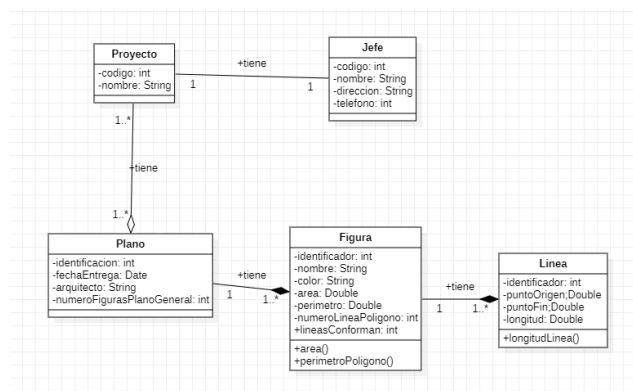 Proyecto
-codigo: int
-nombre: String
+tiene
1
1
Jefe
-codigo: int
-nombre: String
-direccion: String
-telefono: int
1..*
+tiene
1..*
Plano
-identificacion: int
-fechaEntrega: Date
-arquitecto: String
-numeroFigurasPlanoGeneral: int
+tiene
1
1..*
Figura
-identificador: int
-nombre: String
-color: String
-area: Double
-perimetro: Double
-numeroLineaPoligono: int
+lineasConforman: int
+area()
+perimetroPoligono()
+tiene
1
1..*
Linea
-identificador: int
-puntoOrigen;Double
-puntoFin;Double
-longitud: Double
+longitudLinea()